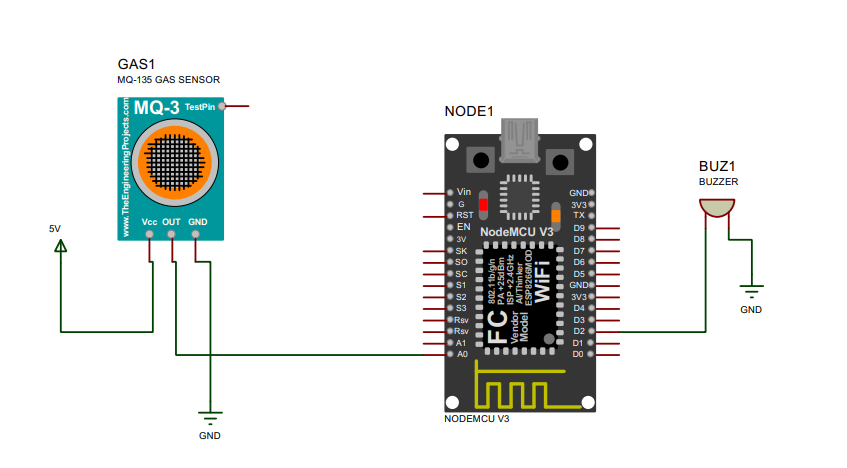 GAS1
MQ-135 GAS SENSOR
MQ-3
TestPin
www.TheEngineeringProjects.com
Vcc OUT GND
5V
GND
NODE1
Vin
G
RST
EN
3V
SK
SO
SC
S1
S2
S3
Rsv
Rsv
A1
A0
GND
3V3
TX
D9
D8
D7
D6
D5
GND
3V3
D4
D3
D2
D1
D0
NodeMCU V3
802.11b/g/n
PA +25dBm
ISP +2.4GHz
AI/Thinker
ESP8266MOD
WiFi
FC
Vendor
Model
NODEMCU V3
BUZ1
BUZZER
GND